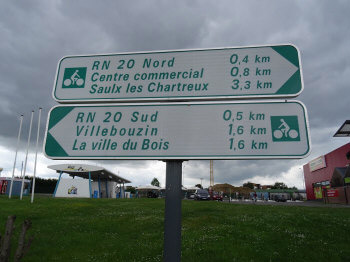 RN 20 Nord 0,4 km
Centre commercial 0.8 km
Saulx les Chartreux 3,3 km
RN 20 Sud 0,5 km
Villebouzin 1,6 km
La ville du Bois 1,6 km